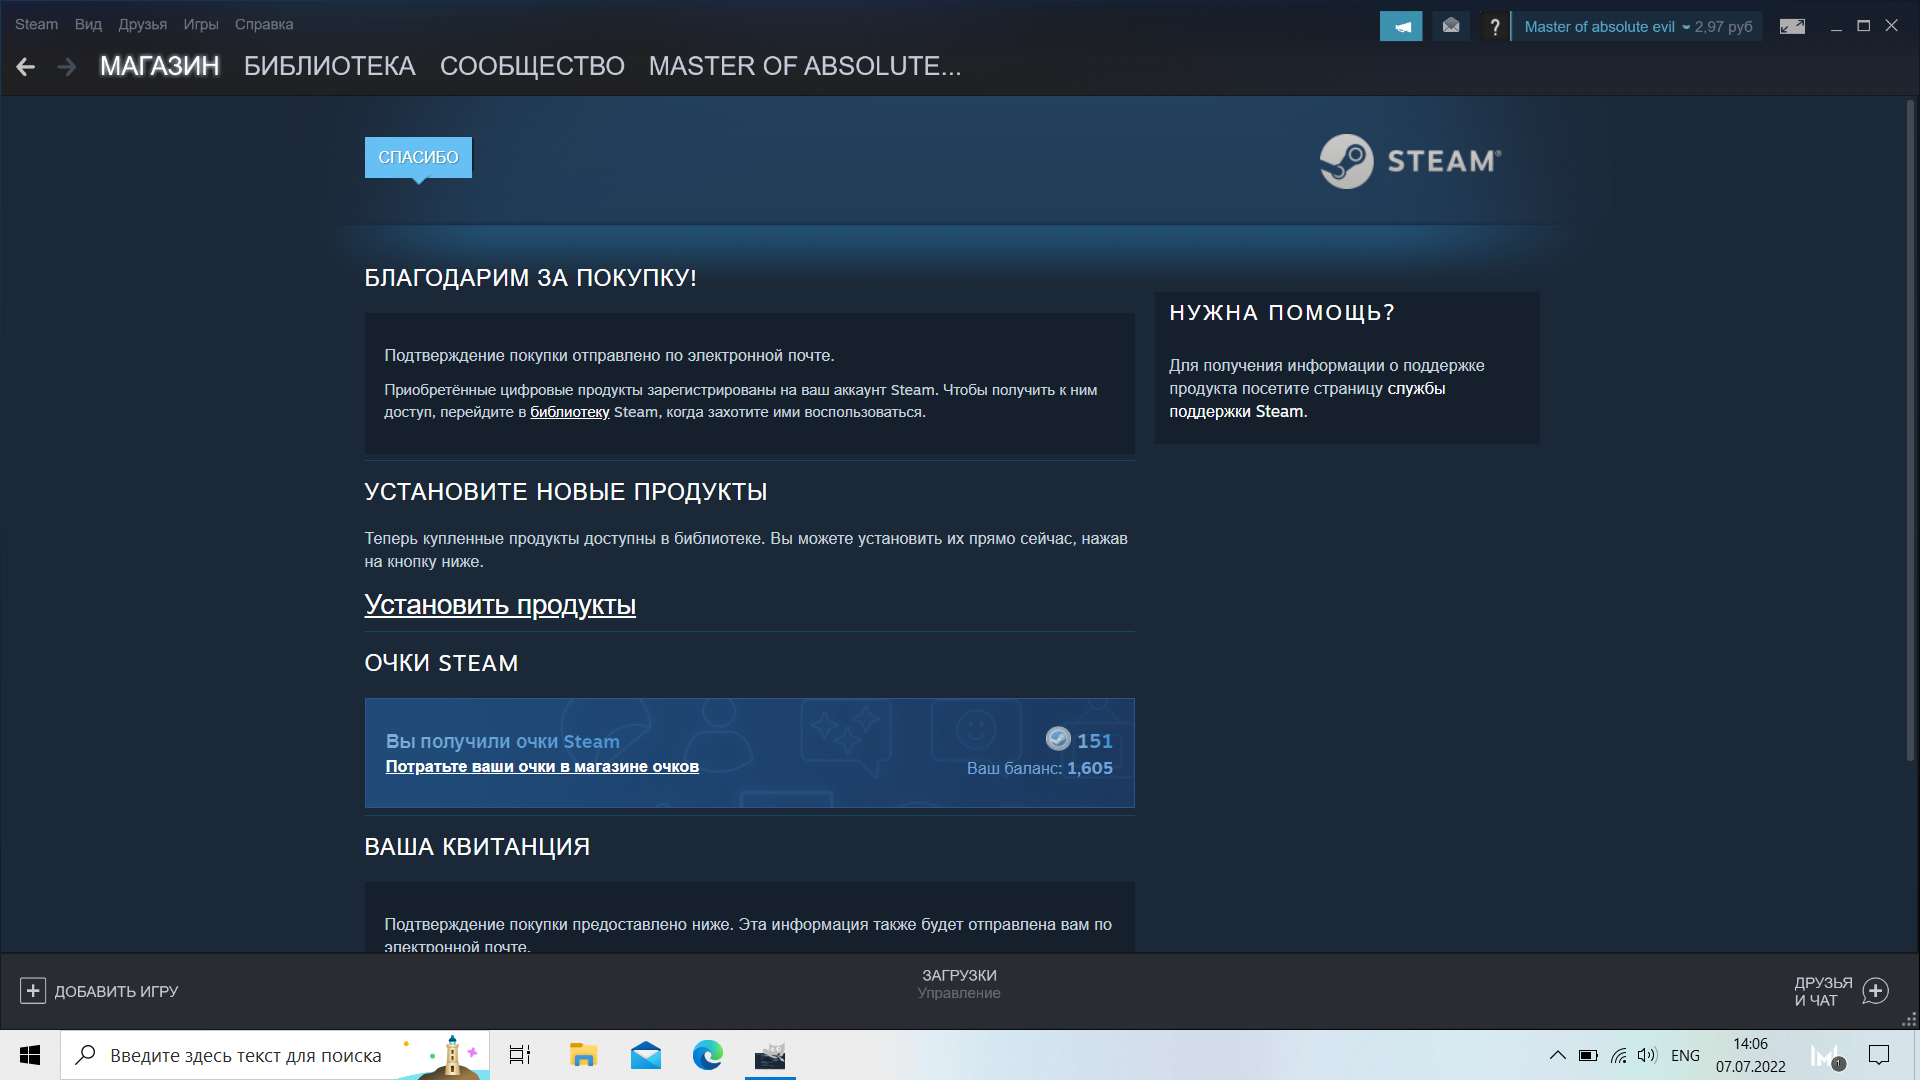 Steam Вид Друзья Игры Справка
? Master of absolute evil 2,97 руб
МАГАЗИН БИБЛИОТЕКА СООБЩЕСТВО MASTER OF ABSOLUTE...
СПАСИБО
STEAM®
БЛАГОДАРИМ ЗА ПОКУПКУ!
Подтверждение покупки отправлено по электронной почте.
Приобретённые цифровые продукты зарегистрированы на ваш аккаунт Steam. Чтобы получить к ним
доступ, перейдите в библиотеку Steam, когда захотите ими воспользоваться.
НУЖНА ПОМОЩЬ?
Для получения информации о поддержке
продукта посетите страницу службы
поддержки Steam.
УСТАНОВИТЕ НОВЫЕ ПРОДУКТЫ
Теперь купленные продукты доступны в библиотеке. Вы можете установить их прямо сейчас, нажав
на кнопку ниже.
Установить продукты
ОЧКИ STEAM
Вы получили очки Steam
151
Потратьте ваши очки в магазине очков
Ваш баланс: 1,605
ВАША КВИТАНЦИЯ
Подтверждение покупки предоставлено ниже. Эта информация также будет отправлена вам по
электронной почте.
ДОБАВИТЬ ИГРУ
ЗАГРУЗКИ
Управление
ДРУЗЬЯ
И ЧАТ
Введите здесь текст для поиска
ENG
14:06
07.07.2022
1